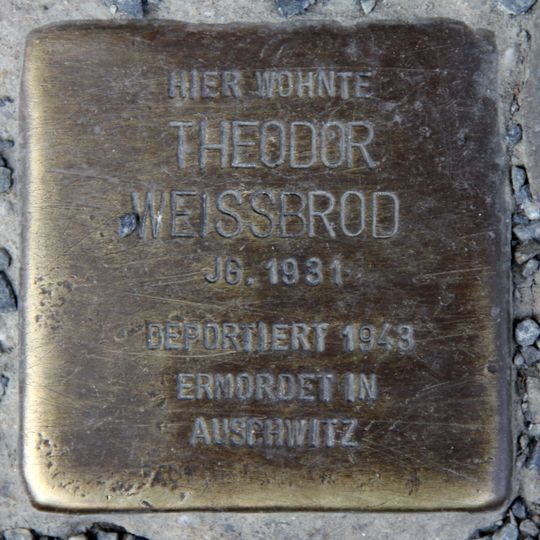 HIER WOHNTE
THEODOR
WEISSBROD
JG. 1931
DEPORTIERT 1943
ERMORDET IN
AUSCHWITZ